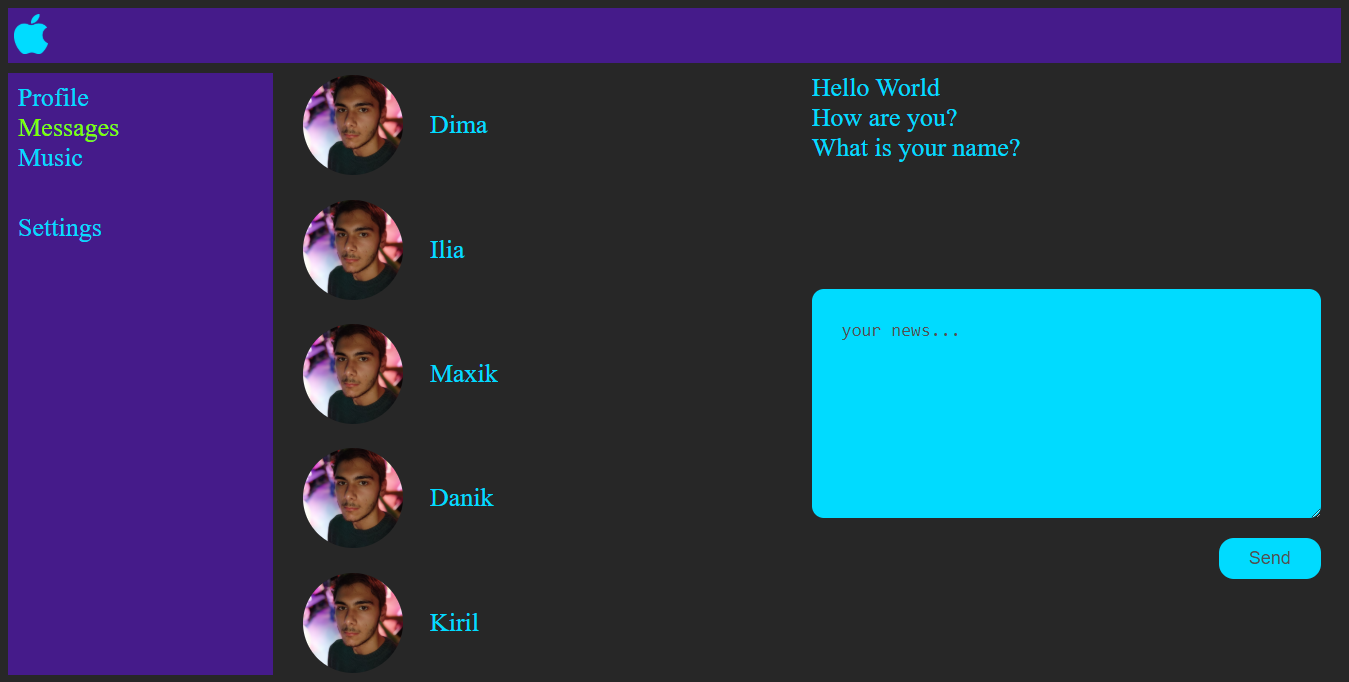 Profile
Messages
Music
Settings
Dima
Ilia
Maxik
Danik
Kiril
Hello World
How are you?
What is your name?
your news...
Send